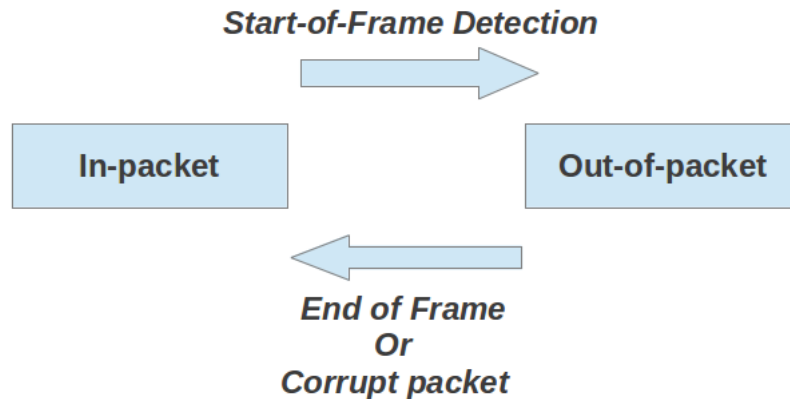 Start-of-Frame Detection
In-packet
Out-of-packet
End of Frame
Or
Corrupt packet